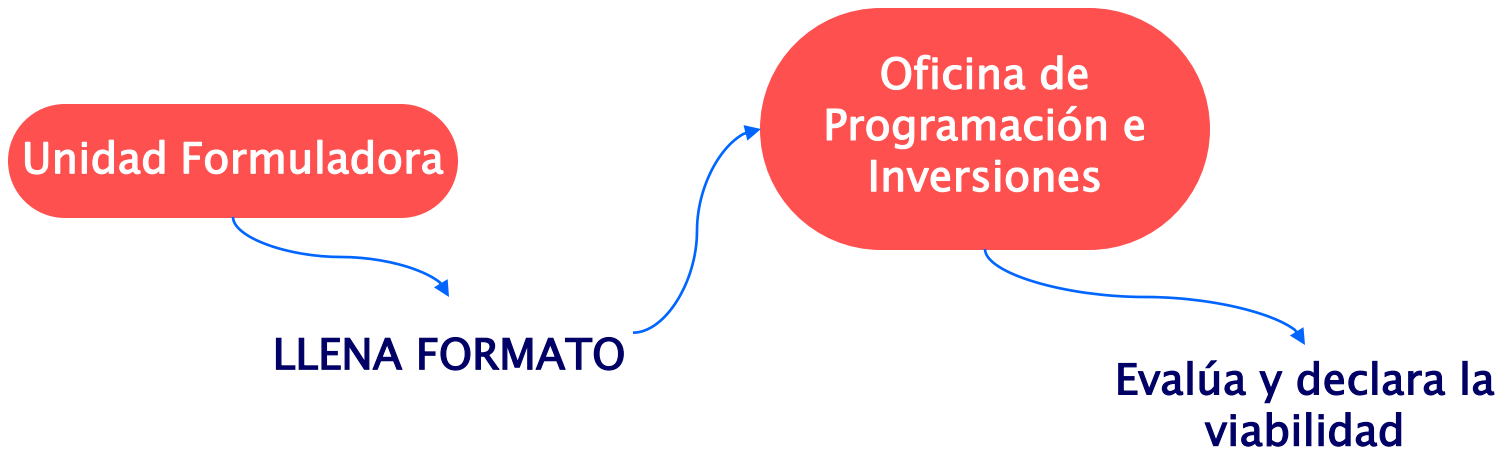 Unidad Formuladora
LLENA FORMATO
Oficina de
Programación e
Inversiones
Evalúa y declara la
viabilidad